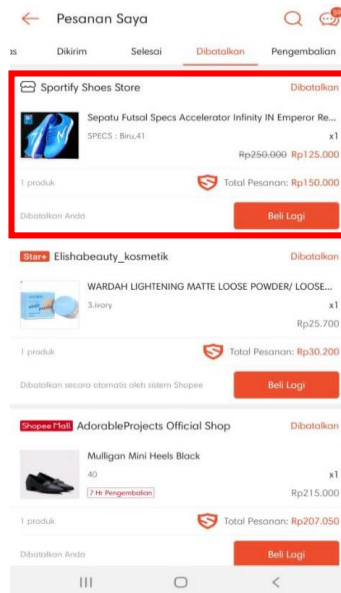 Pesanan Saya
Dikirim Selesai Dibatalkan Pengembalian
Sportify Shoes Store Dibatalkan
Sepatu Futsal Specs Accelerator Infinity IN Emperor Re...
SPECS : Biru,41 x1
Rp250.000 Rp125.000
1 produk Total Pesanan: Rp150.000
Dibatalkan Anda Beli Lagi
Star+ Elishabeauty_kosmetik Dibatalkan
WARDAH LIGHTENING MATTE LOOSE POWDER/ LOOSE...
3.ivory x1
Rp25.700
1 produk Total Pesanan: Rp30.200
Dibatalkan secara otomatis oleh sistem Shopee Beli Lagi
Shopee Mall AdorableProjects Official Shop Dibatalkan
Mulligan Mini Heels Black
40 x1
7 Hr Pengembalian Rp215.000
1 produk Total Pesanan: Rp207.050
Dibatalkan Anda Beli Lagi